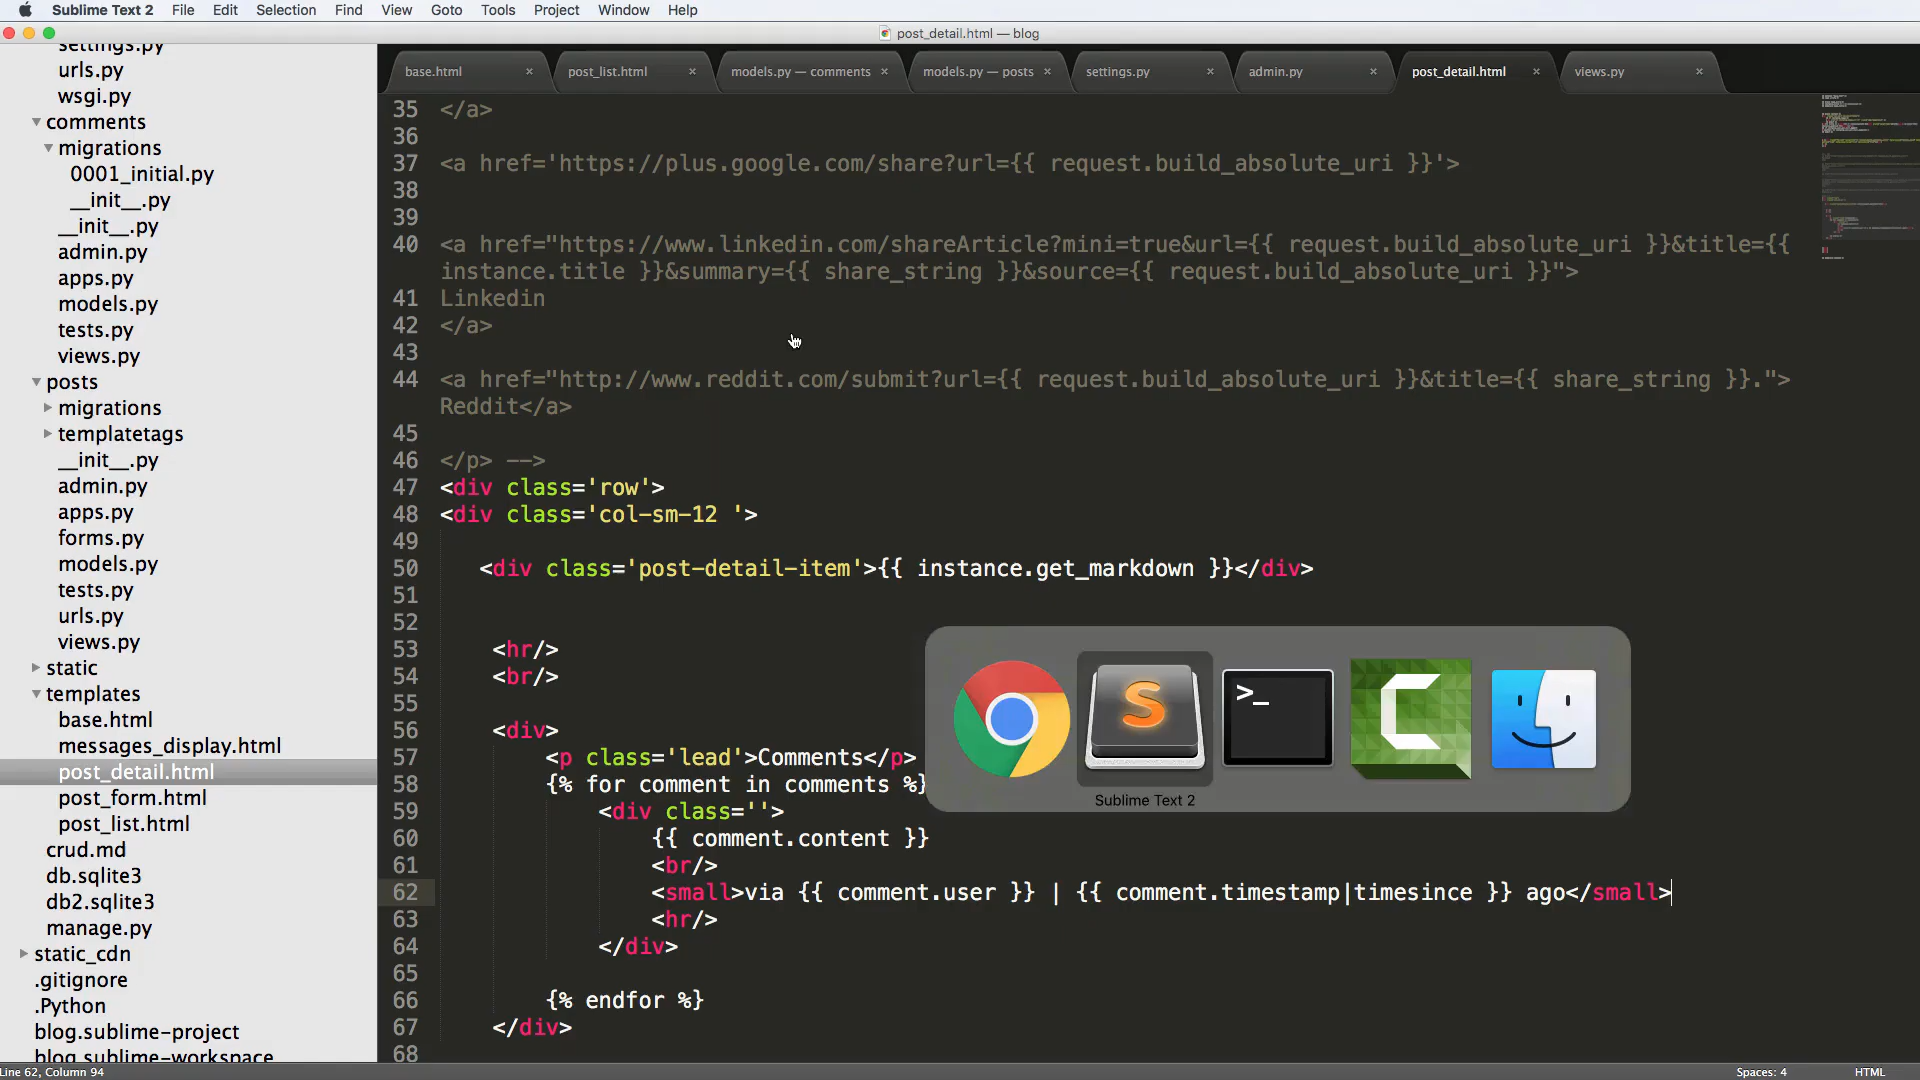 Sublime Text 2 File Edit Selection Find View Goto Tools Project Window Help
post_detail.html — blog
base.html × post_list.html × models.py — comments × models.py — posts × settings.py × admin.py × post_detail.html × views.py ×
settings.py
urls.py
wsgi.py
comments
migrations
0001_initial.py
__init__.py
__init__.py
admin.py
apps.py
models.py
tests.py
views.py
posts
migrations
templatetags
__init__.py
admin.py
apps.py
forms.py
models.py
tests.py
urls.py
views.py
static
templates
base.html
messages_display.html
post_detail.html
post_form.html
post_list.html
crud.md
db.sqlite3
db2.sqlite3
manage.py
static_cdn
.gitignore
.Python
blog.sublime-project
blog.sublime-workspace
35 </a>
36
37 <a href='https://plus.google.com/share?url={{ request.build_absolute_uri }}'>
38
39
40 <a href="https://www.linkedin.com/shareArticle?mini=true&url={{ request.build_absolute_uri }}&title={{
instance.title }}&summary={{ share_string }}&source={{ request.build_absolute_uri }}">
41 Linkedin
42 </a>
43
44 <a href="http://www.reddit.com/submit?url={{ request.build_absolute_uri }}&title={{ share_string }}.">
Reddit</a>
45
46 </p> -->
47 <div class='row'>
48 <div class='col-sm-12 '>
49
50 <div class='post-detail-item'>{{ instance.get_markdown }}</div>
51
52
53 <hr/>
54 <br/>
55
56 <div>
57 <p class='lead'>Comments</p>
58 {% for comment in comments %}
59 <div class=''>
60 {{ comment.content }}
61 <br/>
62 <small>via {{ comment.user }} | {{ comment.timestamp|timesince }} ago</small>
63 <hr/>
64 </div>
65
66 {% endfor %}
67 </div>
68
>_
Sublime Text 2
Line 62, Column 94
Spaces: 4 HTML